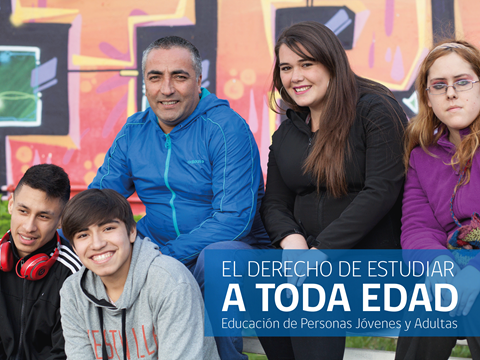 EL DERECHO DE ESTUDIAR
A TODA EDAD
Educación de Personas Jóvenes y Adultas